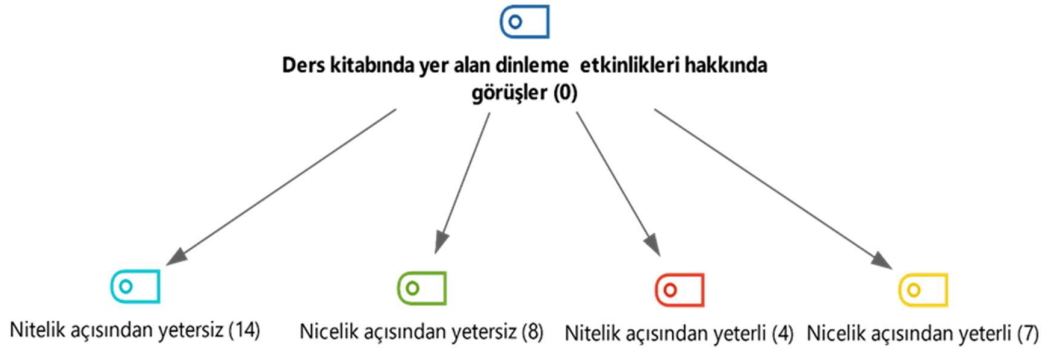 Ders kitabında yer alan dinleme etkinlikleri hakkında
görüşler (0)
Nitelik açısından yetersiz (14)
Nicelik açısından yetersiz (8)
Nitelik açısından yeterli (4)
Nicelik açısından yeterli (7)